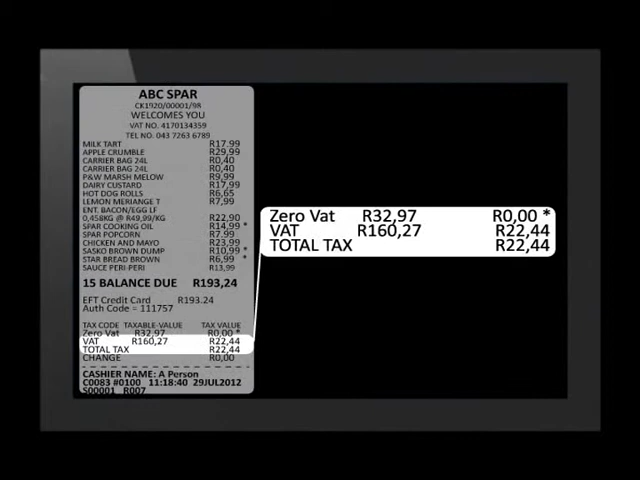 ABC SPAR
CK1920/00001/98
WELCOMES YOU
VAT NO. 4170134359
TEL NO. 043 7263 6789
MILK TART R17.99
APPLE CRUMBLE R29,99
CARRIER BAG 24L R0,40
CARRIER BAG 24L R0,40
P&W MARSH MELOW R9,99
DAIRY CUSTARD R17,99
HOT DOG ROLLS R6,65
LEMON MERIANGE T R7,99
ENT. BACON/EGG LF
0,458KG @ R49,99/KG R22,90
SPAR COOKING OIL R14,99 *
SPAR POPCORN R7,99
CHICKEN AND MAYO R23,99
SASKO BROWN DUMP R10,99 *
STAR BREAD BROWN R6,99 *
SAUCE PERI-PERI R13,99
15 BALANCE DUE R193,24
EFT Credit Card R193.24
Auth Code = 111757
TAX CODE TAXABLE-VALUE TAX VALUE
Zero Vat R32,97 R0,00 *
VAT R160,27 R22,44
TOTAL TAX R22,44
CHANGE R0,00
CASHIER NAME: A Person
C0083 #0100 11:18:40 29JUL2012
S00001 R007
Zero Vat R32,97 R0,00 *
VAT R160,27 R22,44
TOTAL TAX R22,44